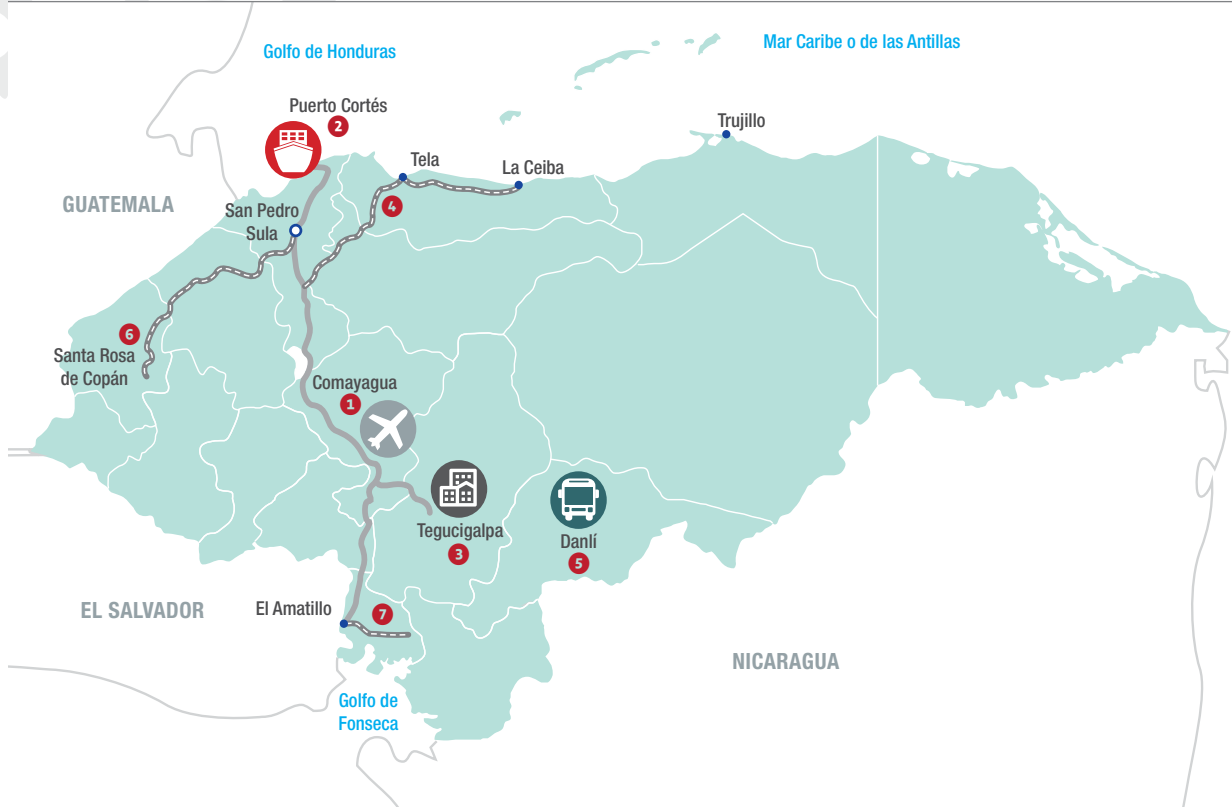 Golfo de Honduras
Mar Caribe o de las Antillas
Puerto Cortés
2
Trujillo
Tela
La Ceiba
GUATEMALA
San Pedro
Sula
4
6
Santa Rosa
de Copán
Comayagua
1
Tegucigalpa
3
Danlí
5
EL SALVADOR
El Amatillo
7
NICARAGUA
Golfo de
Fonseca